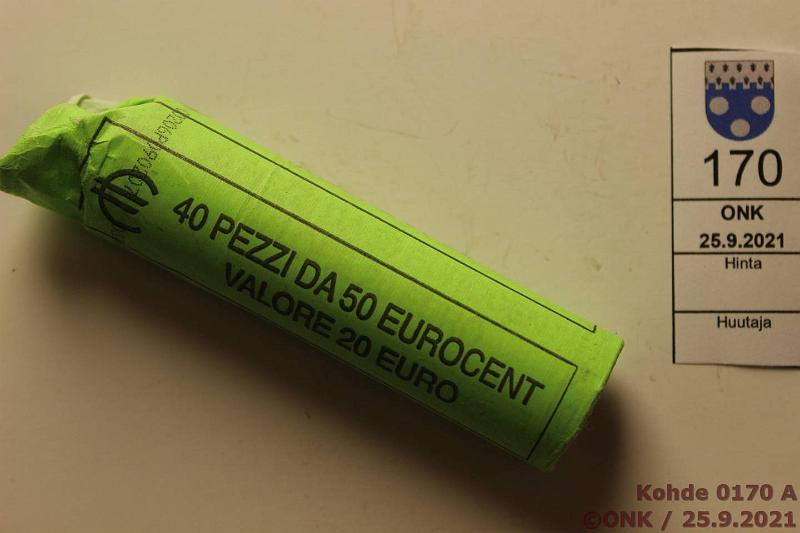 40 PEZZI DA 50 EUROCENT
VALORE 20 EURO
170
ONK
25.9.2021
Hinta
Huutaja
Kohde 0170 A
©ONK / 25.9.2021